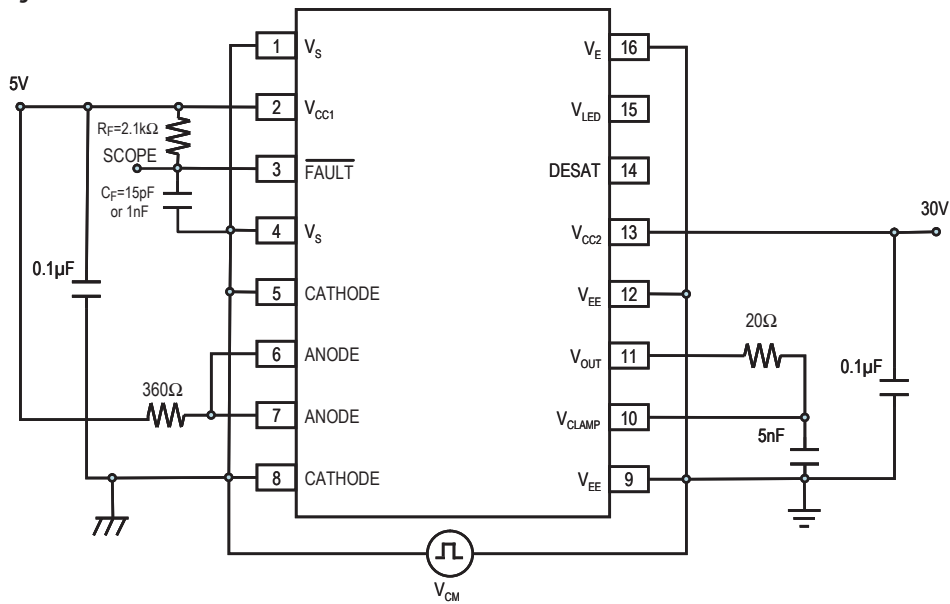 1 V_S
V_E 16
5V
2 V_CC1
V_LED 15
R_F=2.1kΩ
SCOPE
3 F̅A̅U̅L̅T̅
DESAT 14
C_F=15pF
or 1nF
30V
4 V_S
V_CC2 13
0.1µF
5 CATHODE
V_EE 12
20Ω
6 ANODE
V_OUT 11
0.1µF
360Ω
7 ANODE
V_CLAMP 10
5nF
8 CATHODE
V_EE 9
V_CM